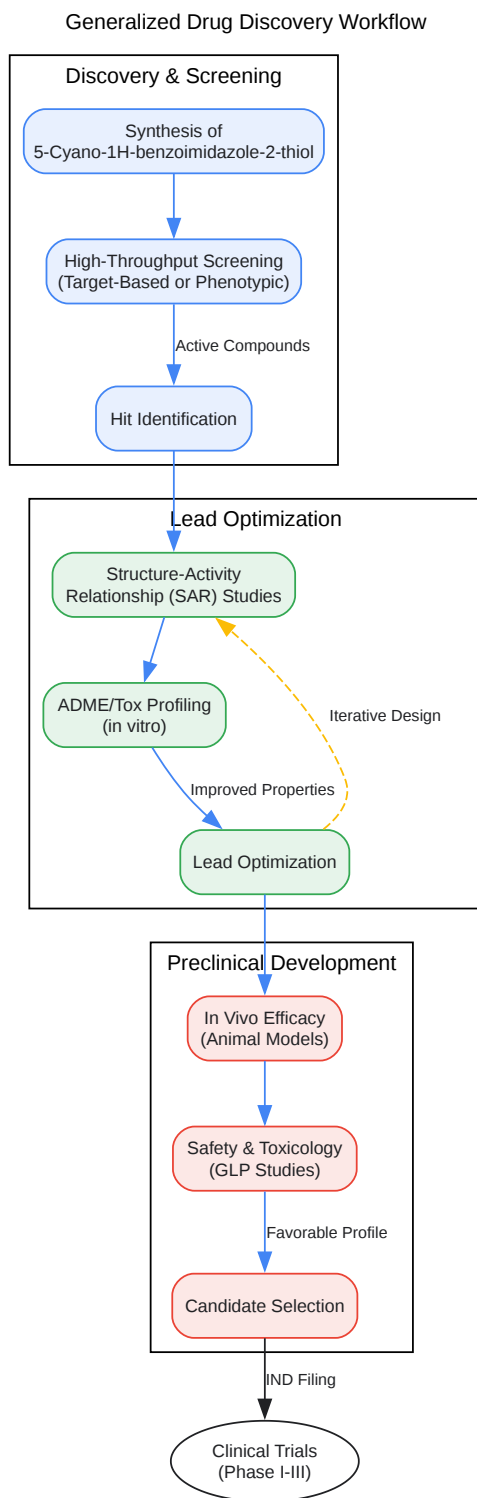 Generalized Drug Discovery Workflow
Discovery & Screening
Synthesis of
5-Cyano-1H-benzoimidazole-2-thiol
High-Throughput Screening
(Target-Based or Phenotypic)
Active Compounds
Hit Identification
Lead Optimization
Structure-Activity
Relationship (SAR) Studies
ADME/Tox Profiling
(in vitro)
Iterative Design
Improved Properties
Lead Optimization
Preclinical Development
In Vivo Efficacy
(Animal Models)
Safety & Toxicology
(GLP Studies)
Favorable Profile
Candidate Selection
IND Filing
Clinical Trials
(Phase I-III)